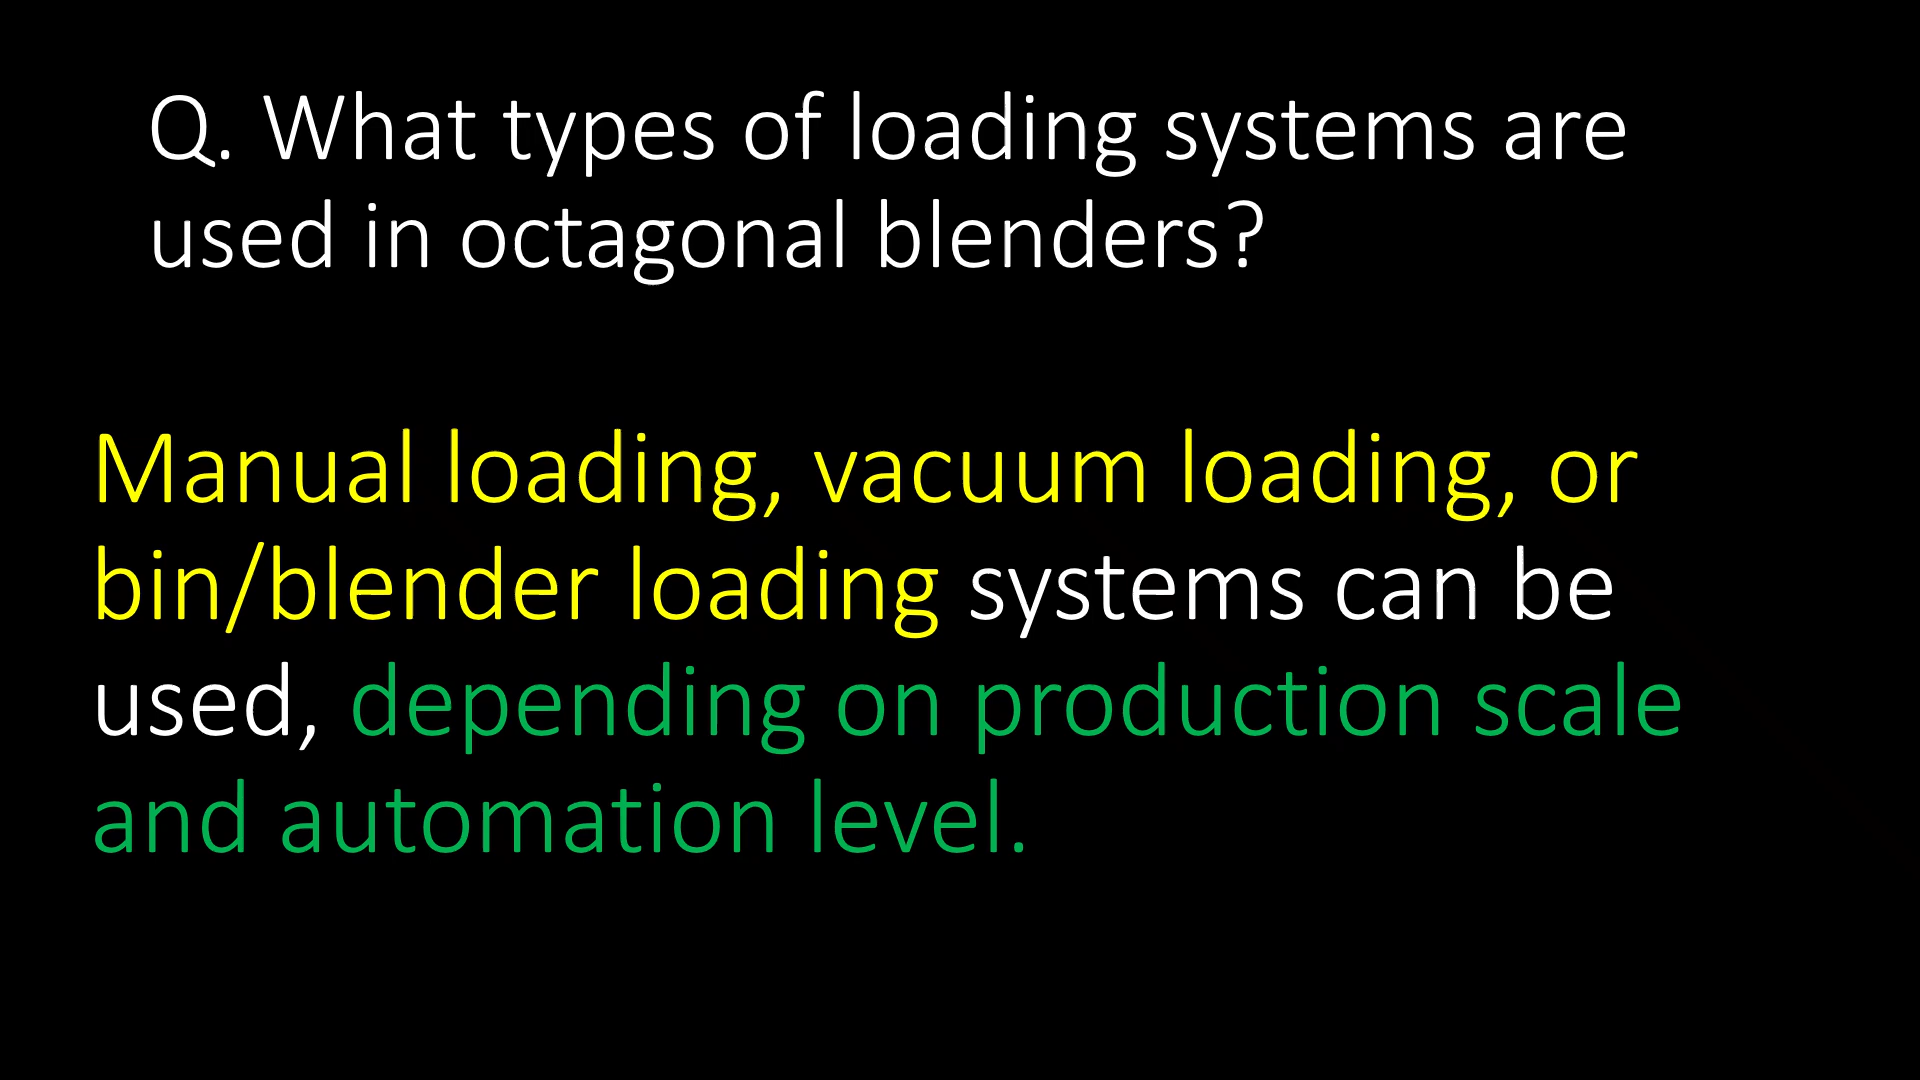 Q. What types of loading systems are
used in octagonal blenders?
Manual loading, vacuum loading, or
bin/blender loading systems can be
used, depending on production scale
and automation level.